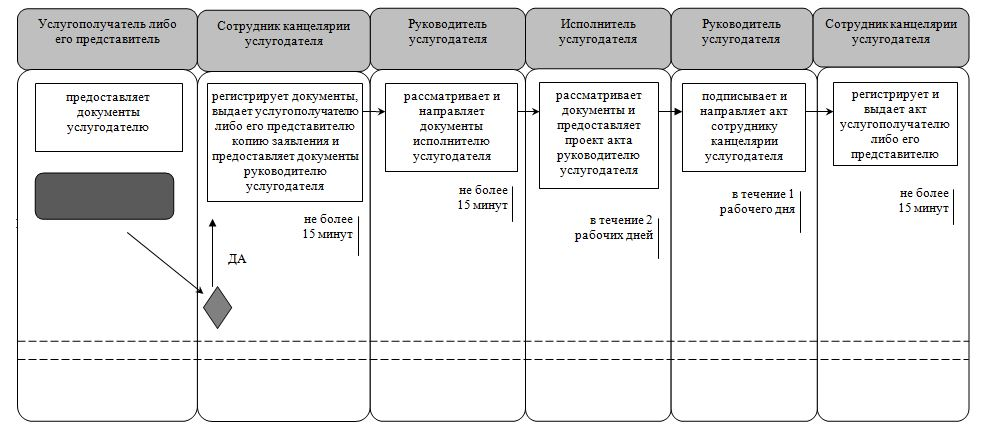 Услугополучатель либо
его представитель
Сотрудник канцелярии
услугодателя
Руководитель
услугодателя
Исполнитель
услугодателя
Руководитель
услугодателя
Сотрудник канцелярии
услугодателя
предоставляет
документы
услугодателю
регистрирует документы,
выдает услугополучателю
либо его представителю
копию заявления и
предоставляет документы
руководителю
услугодателя
рассматривает и
направляет
документы
исполнителю
услугодателя
рассматривает
документы и
предоставляет
проект акта
руководителю
услугодателя
подписывает и
направляет акт
сотруднику
канцелярии
услугодателя
регистрирует и
выдает акт
услугополучателю
либо его
представителю
не более
15 минут
не более
15 минут
в течение 2
рабочих дней
в течение 1
рабочего дня
не более
15 минут
ДА